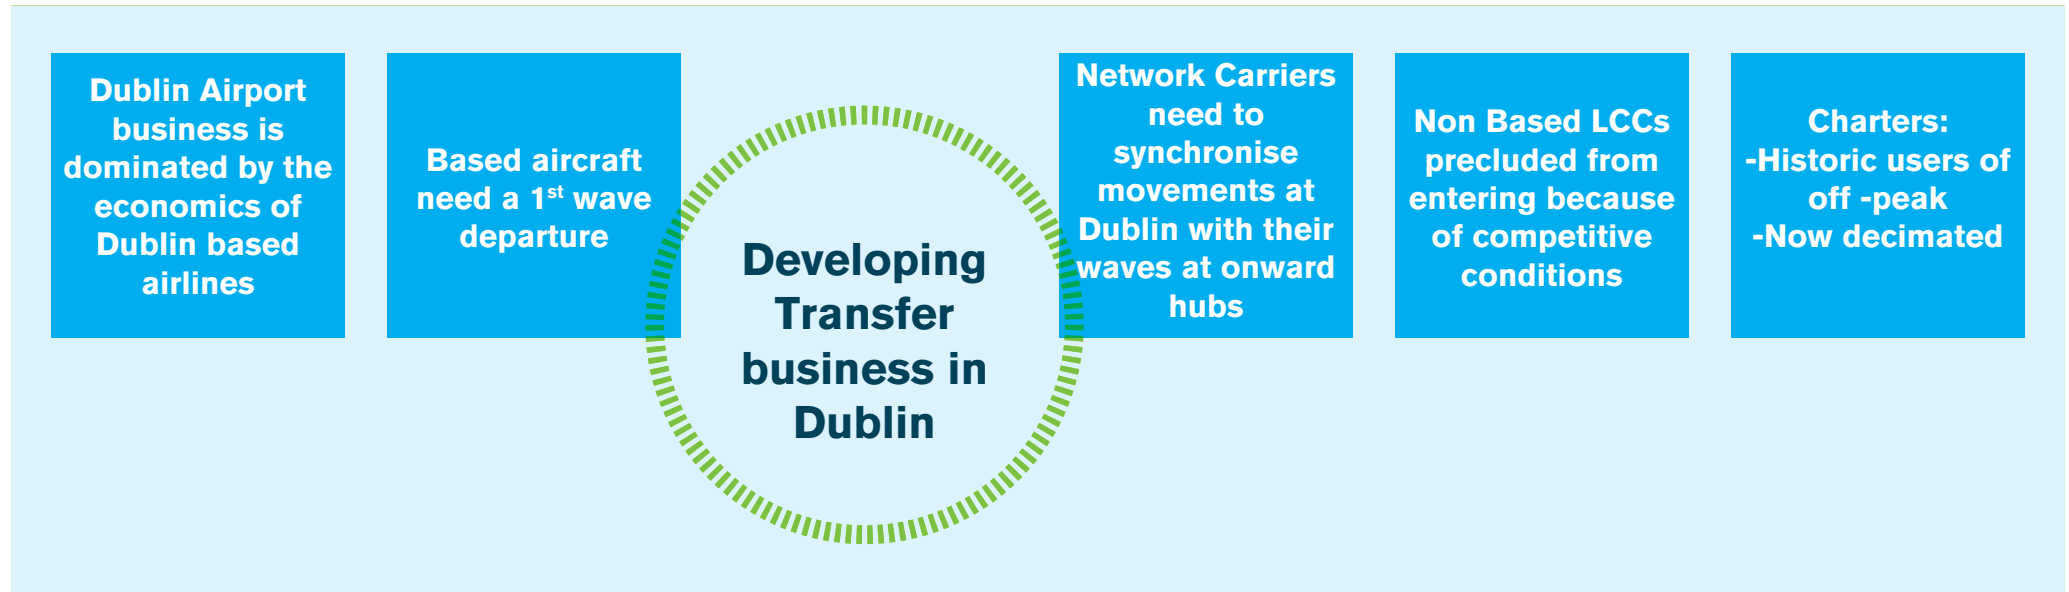 Dublin Airport
business is
dominated by the
economics of
Dublin based
airlines
Based aircraft
need a 1st wave
departure
Developing
Transfer
business in
Dublin
Network Carriers
need to
synchronise
movements at
Dublin with their
waves at onward
hubs
Non Based LCCs
precluded from
entering because
of competitive
conditions
Charters:
-Historic users of
off -peak
-Now decimated